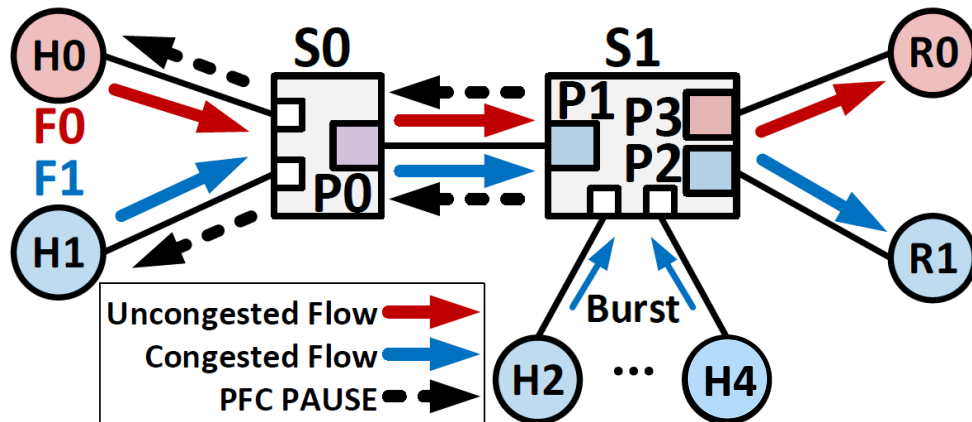 S0
S1
H0
R0
P1
P3
F0
F1
P2
P0
H1
R1
Burst
Uncongested Flow
Congested Flow
PFC PAUSE
H2
...
H4